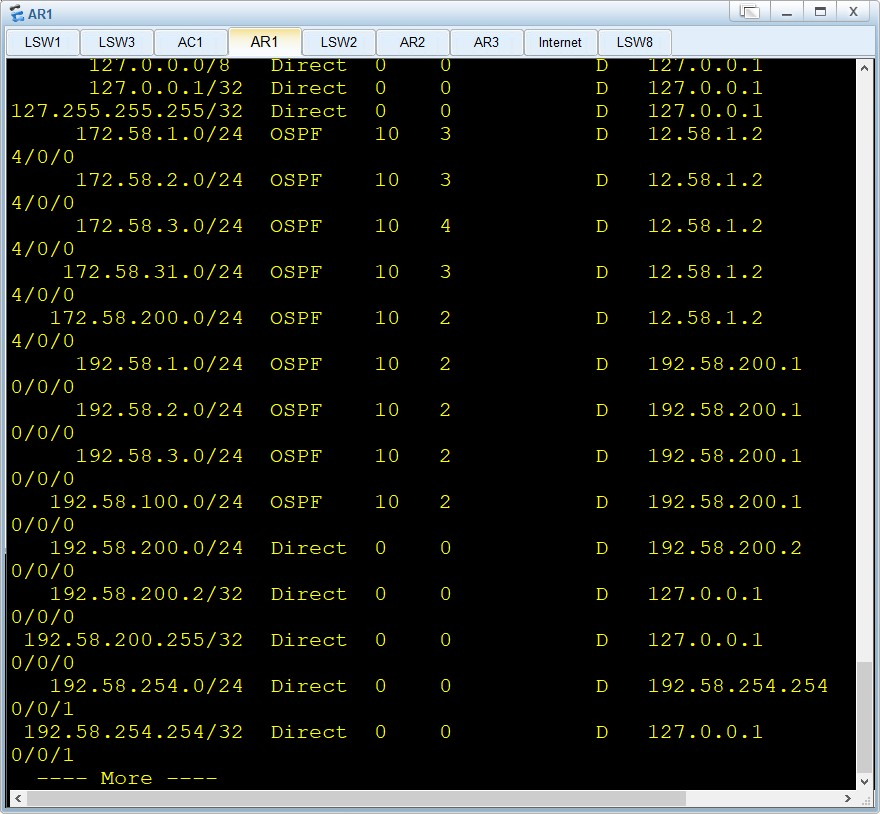 AR1
LSW1 LSW3 AC1 AR1 LSW2 AR2 AR3 Internet LSW8
127.0.0.0/8 Direct 0 0 D 127.0.0.1
127.0.0.1/32 Direct 0 0 D 127.0.0.1
127.255.255.255/32 Direct 0 0 D 127.0.0.1
172.58.1.0/24 OSPF 10 3 D 12.58.1.2
4/0/0
172.58.2.0/24 OSPF 10 3 D 12.58.1.2
4/0/0
172.58.3.0/24 OSPF 10 4 D 12.58.1.2
4/0/0
172.58.31.0/24 OSPF 10 3 D 12.58.1.2
4/0/0
172.58.200.0/24 OSPF 10 2 D 12.58.1.2
4/0/0
192.58.1.0/24 OSPF 10 2 D 192.58.200.1
0/0/0
192.58.2.0/24 OSPF 10 2 D 192.58.200.1
0/0/0
192.58.3.0/24 OSPF 10 2 D 192.58.200.1
0/0/0
192.58.100.0/24 OSPF 10 2 D 192.58.200.1
0/0/0
192.58.200.0/24 Direct 0 0 D 192.58.200.2
0/0/0
192.58.200.2/32 Direct 0 0 D 127.0.0.1
0/0/0
192.58.200.255/32 Direct 0 0 D 127.0.0.1
0/0/0
192.58.254.0/24 Direct 0 0 D 192.58.254.254
0/0/1
192.58.254.254/32 Direct 0 0 D 127.0.0.1
0/0/1
---- More ----